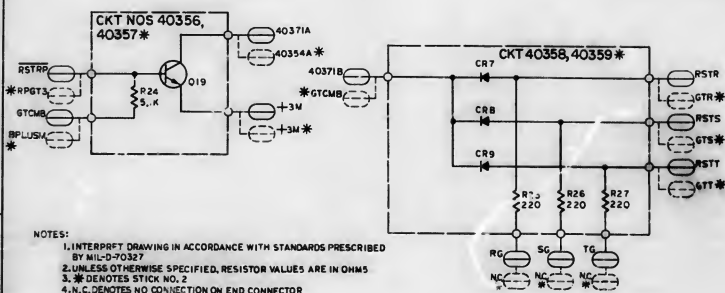 CKT NOS 40356,
40357*
40371A
40354A*
RSTRP
*RPGT3
GTCMB
BPLUSM
*
Q19
R24
+3M
+3M*
CKT 40358, 40359*
40371B
*GTCMB
CR7
CR8
CR9
RSTR
GTR*
RSTS
GTS*
RSTT
GTT*
R26
220
R27
220
220
RG
SG
TG
NC
*
NC*
NC*
NOTES:
1. INTERPRET DRAWING IN ACCORDANCE WITH STANDARDS PRESCRIBED
BY MIL-D-70327
2. UNLESS OTHERWISE SPECIFIED, RESISTOR VALUES ARE IN OHMS
3. * DENOTES STICK NO. 2
4. N.C. DENOTES NO CONNECTION ON END CONNECTOR